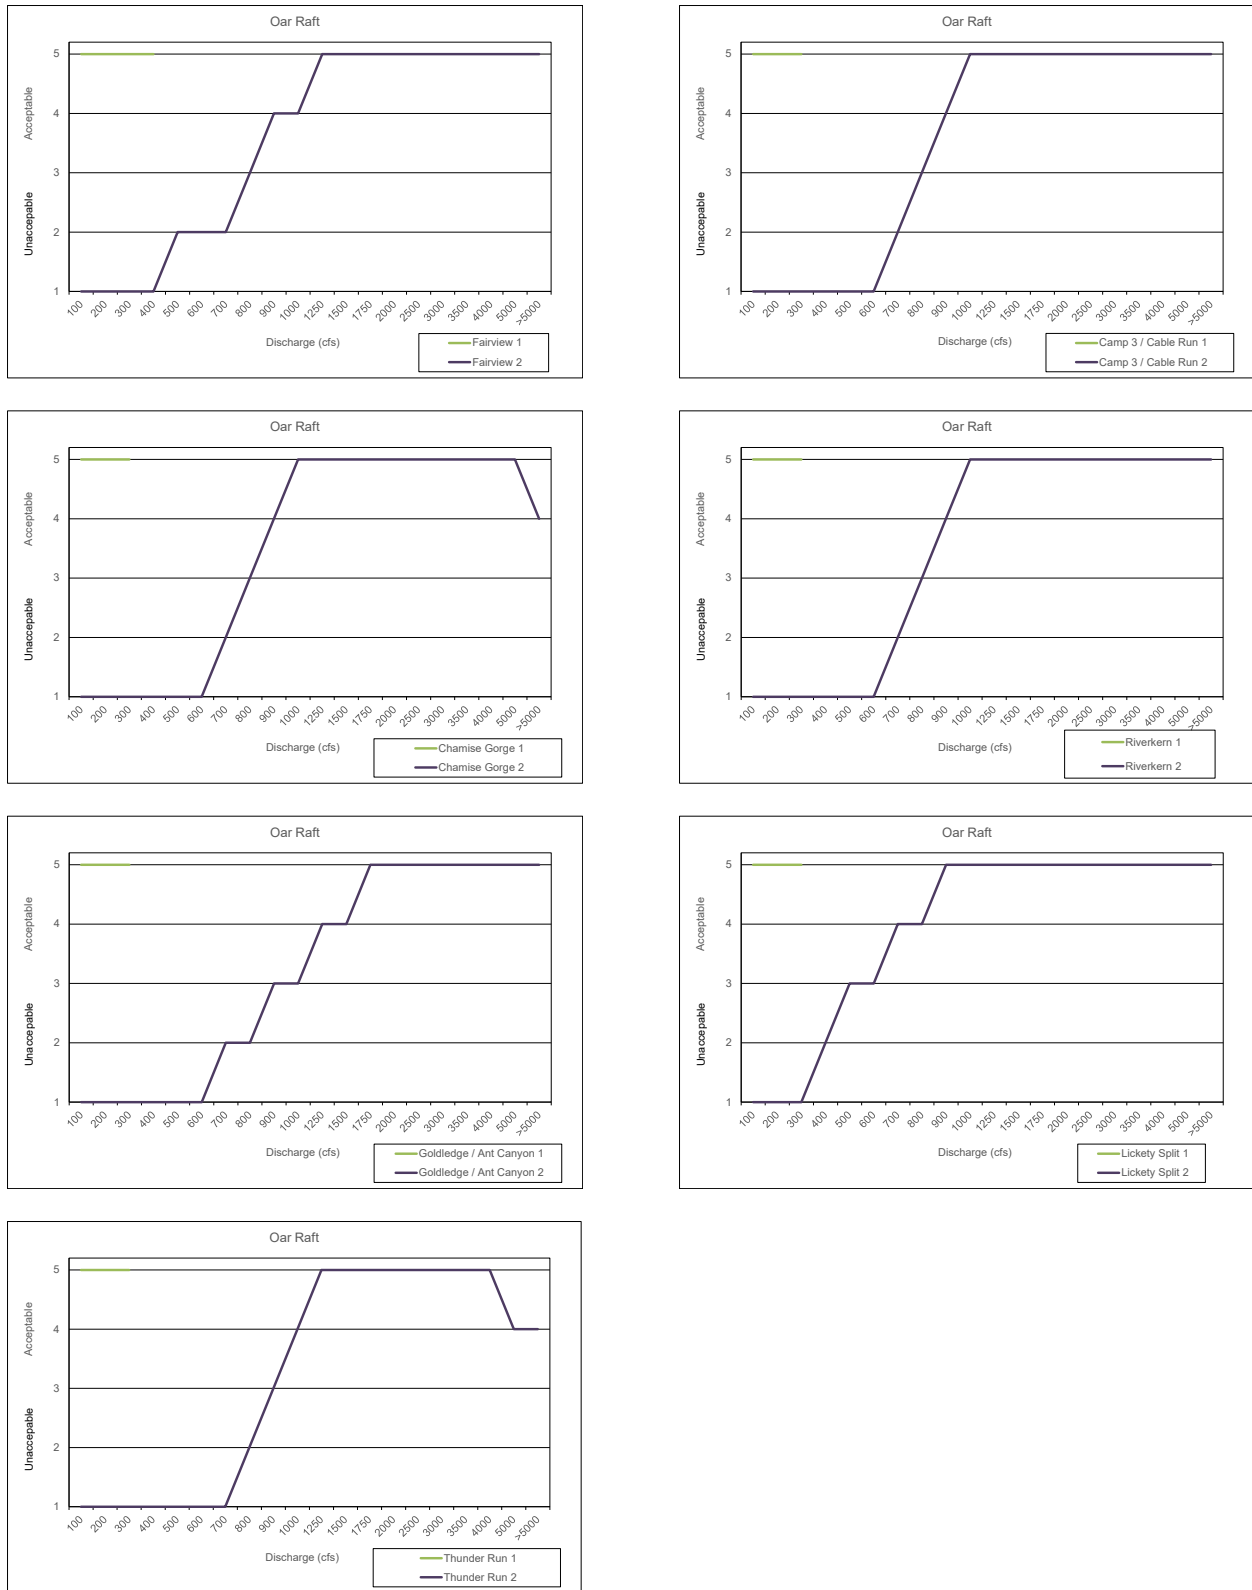 Oar Raft
5
4
3
2
1
Acceptable
Unaccepable
100 200 300 400 500 600 700 800 900 1000 1250 1500 1750 2000 2500 3000 3500 4000 5000 >5000
Discharge (cfs)
Fairview 1
Fairview 2
Oar Raft
5
4
3
2
1
Acceptable
Unaccepable
100 200 300 400 500 600 700 800 900 1000 1250 1500 1750 2000 2500 3000 3500 4000 5000 >5000
Discharge (cfs)
Camp 3 / Cable Run 1
Camp 3 / Cable Run 2
Oar Raft
5
4
3
2
1
Acceptable
Unaccepable
100 200 300 400 500 600 700 800 900 1000 1250 1500 1750 2000 2500 3000 3500 4000 5000 >5000
Discharge (cfs)
Chamise Gorge 1
Chamise Gorge 2
Oar Raft
5
4
3
2
1
Acceptable
Unaccepable
100 200 300 400 500 600 700 800 900 1000 1250 1500 1750 2000 2500 3000 3500 4000 5000 >5000
Discharge (cfs)
Riverkern 1
Riverkern 2
Oar Raft
5
4
3
2
1
Acceptable
Unaccepable
100 200 300 400 500 600 700 800 900 1000 1250 1500 1750 2000 2500 3000 3500 4000 5000 >5000
Discharge (cfs)
Goldledge / Ant Canyon 1
Goldledge / Ant Canyon 2
Oar Raft
5
4
3
2
1
Acceptable
Unaccepable
100 200 300 400 500 600 700 800 900 1000 1250 1500 1750 2000 2500 3000 3500 4000 5000 >5000
Discharge (cfs)
Lickety Split 1
Lickety Split 2
Oar Raft
5
4
3
2
1
Acceptable
Unaccepable
100 200 300 400 500 600 700 800 900 1000 1250 1500 1750 2000 2500 3000 3500 4000 5000 >5000
Discharge (cfs)
Thunder Run 1
Thunder Run 2